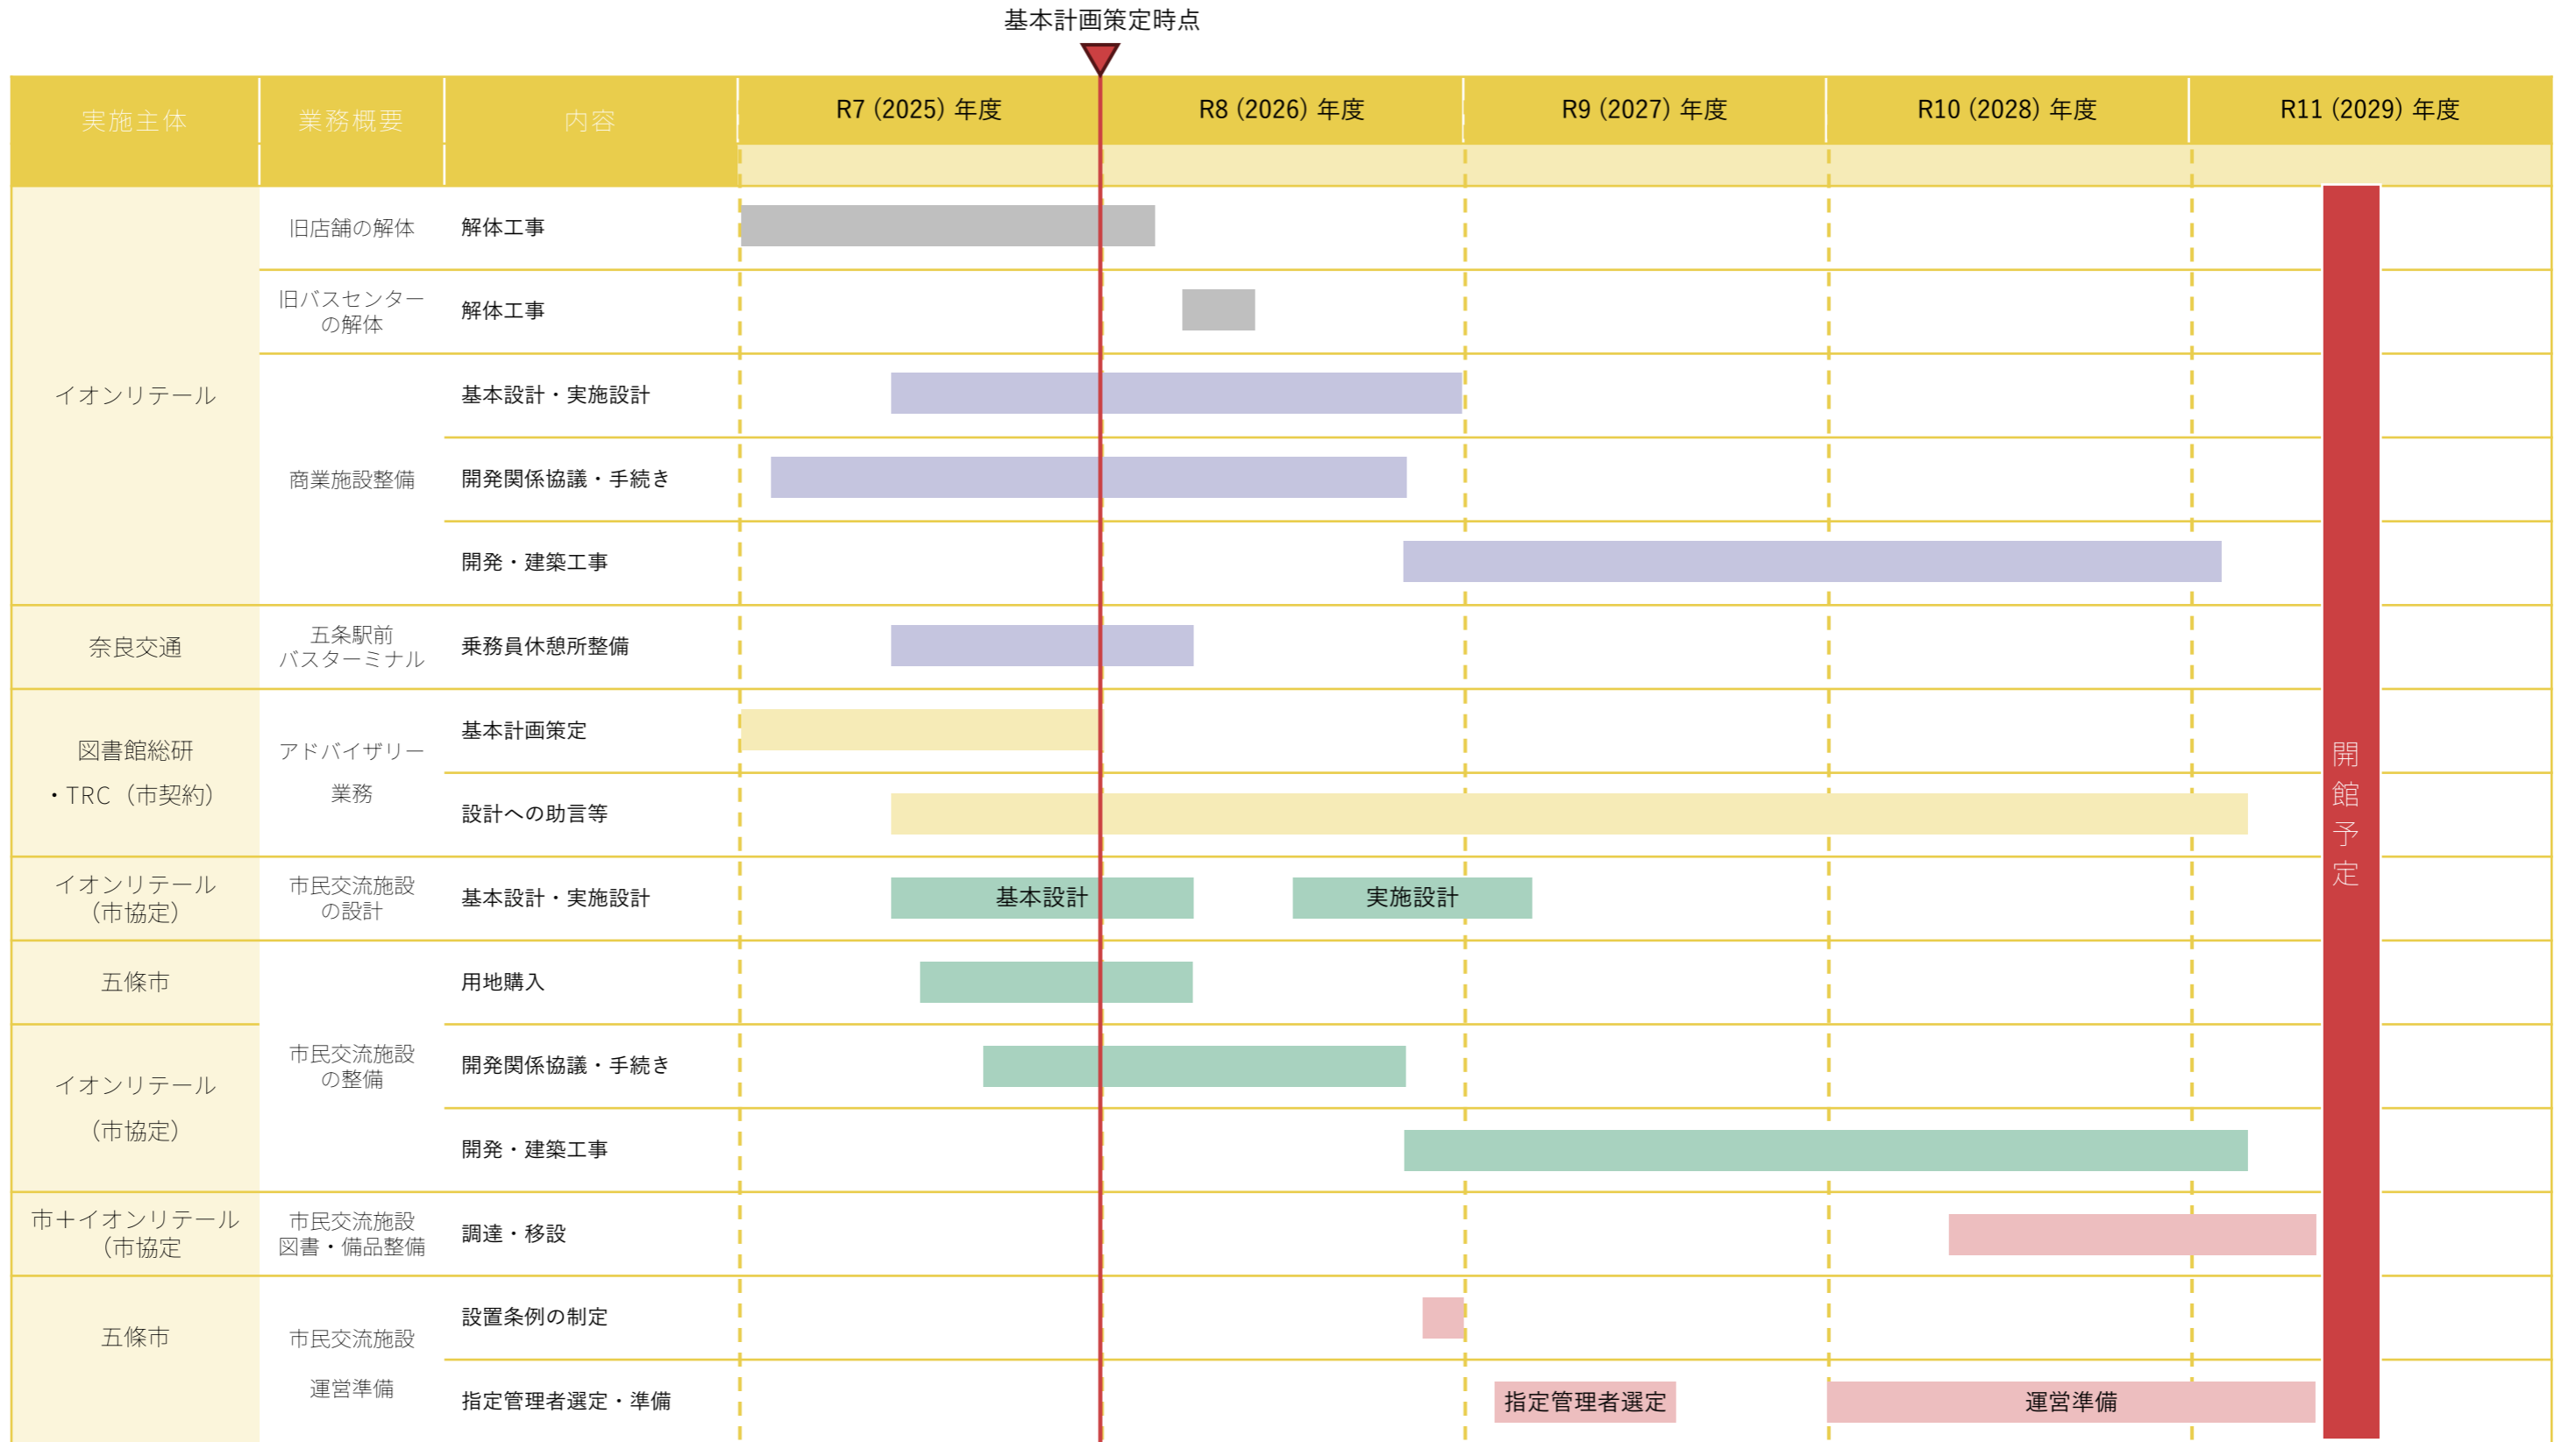 基本計画策定時点
実施主体
業務概要
内容
R7（2025）年度
R8（2026）年度
R9（2027）年度
R10（2028）年度
R11（2029）年度
イオンリテール
旧店舗の解体
解体工事
旧バスセンター
の解体
解体工事
商業施設整備
基本設計・実施設計
開発関係協議・手続き
開発・建築工事
奈良交通
五条駅前
バスターミナル
乗務員休憩所整備
図書館総研
・TRC（市契約）
アドバイザリー
業務
基本計画策定
設計への助言等
イオンリテール
（市協定）
市民交流施設
の設計
基本設計・実施設計
基本設計
実施設計
五條市
用地購入
イオンリテール
（市協定）
市民交流施設
の整備
開発関係協議・手続き
開発・建築工事
市＋イオンリテール
（市協定
市民交流施設
図書・備品整備
調達・移設
五條市
市民交流施設
運営準備
設置条例の制定
指定管理者選定・準備
指定管理者選定
運営準備
開館予定